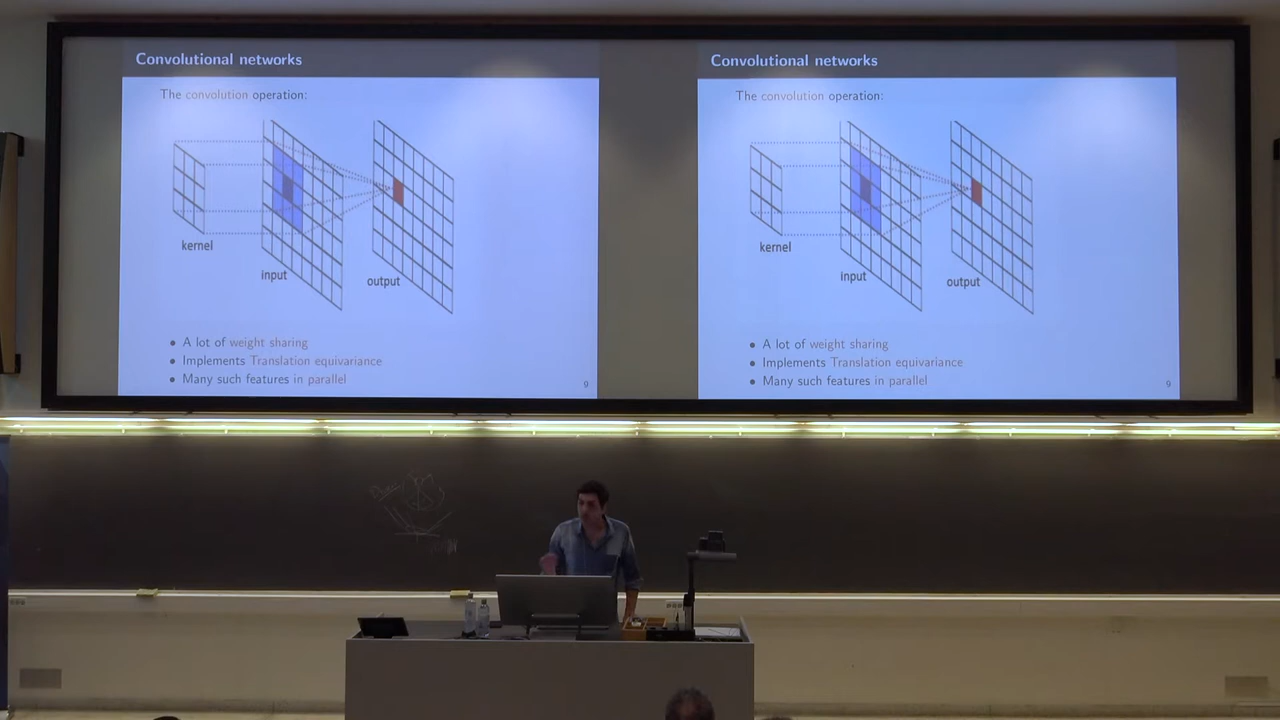 Convolutional networks
The convolution operation:
kernel
input
output
• A lot of weight sharing
• Implements Translation equivariance
• Many such features in parallel
9
Convolutional networks
The convolution operation:
kernel
input
output
• A lot of weight sharing
• Implements Translation equivariance
• Many such features in parallel
9